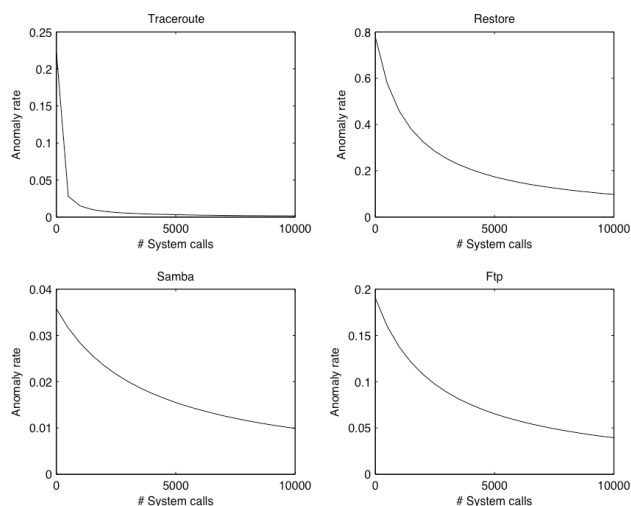 Traceroute
0.25
0.2
0.15
0.1
0.05
0
0 5000 10000
Anomaly rate
# System calls
Restore
0.8
0.6
0.4
0.2
0
0 5000 10000
Anomaly rate
# System calls
Samba
0.04
0.03
0.02
0.01
0
0 5000 10000
Anomaly rate
# System calls
Ftp
0.2
0.15
0.1
0.05
0
0 5000 10000
Anomaly rate
# System calls